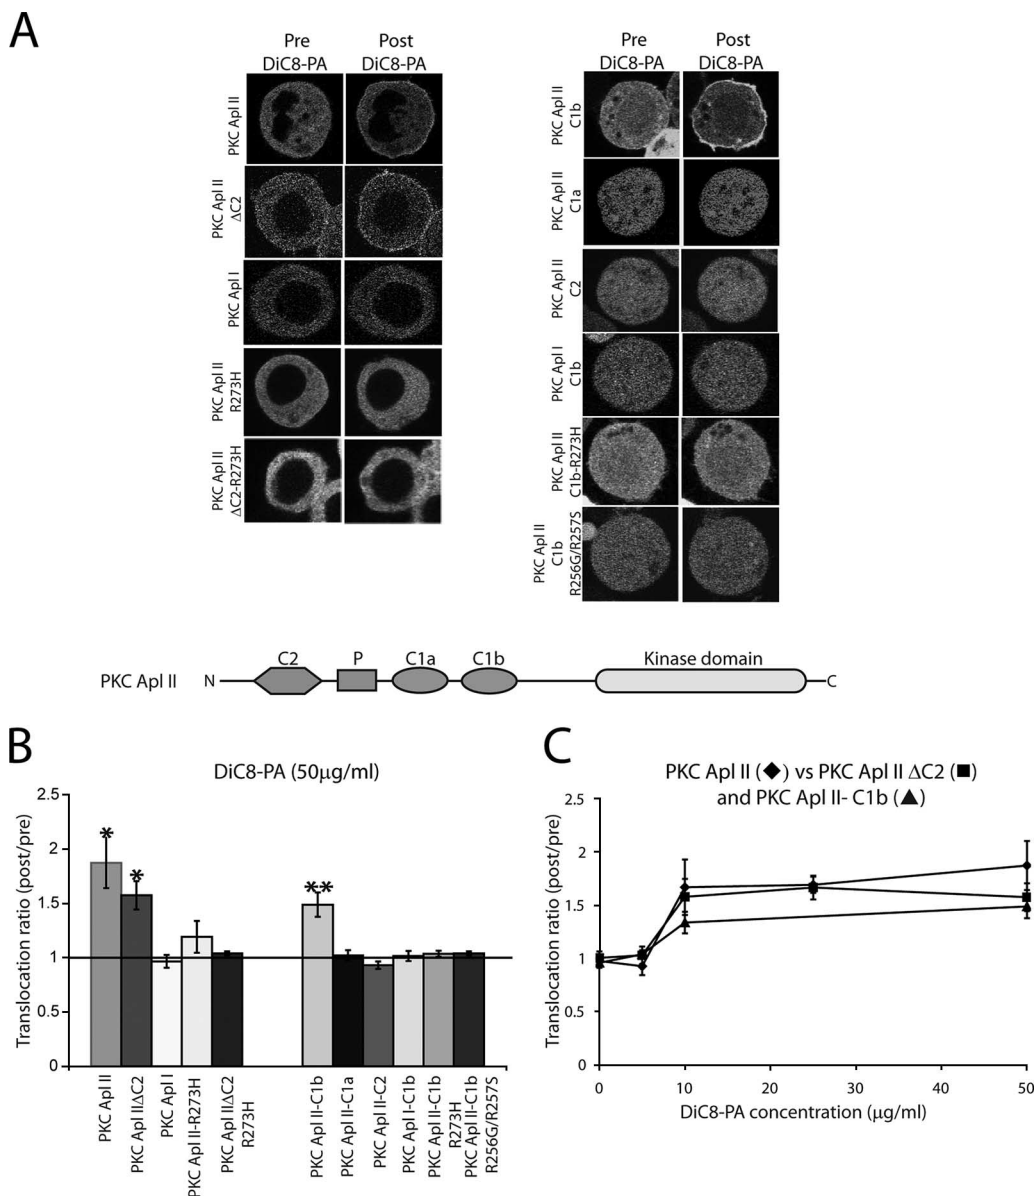 A
Pre
DiC8-PA
Post
DiC8-PA
PKC Apl II
PKC Apl II
ΔC2
PKC Apl I
PKC Apl II
R273H
PKC Apl II
ΔC2-R273H
Pre
DiC8-PA
Post
DiC8-PA
PKC Apl II
C1b
PKC Apl II
C1a
PKC Apl II
C2
PKC Apl I
C1b
PKC Apl II
C1b-R273H
PKC Apl II
C1b
R256G/R257S
PKC Apl II
N
C2
P
C1a
C1b
Kinase domain
C
B
DiC8-PA (50μg/ml)
Translocation ratio (post/pre)
2.5
2
1.5
1
0.5
0
*
*
**
PKC Apl II
PKC Apl IIΔC2
PKC Apl I
PKC Apl II-R273H
PKC Apl IIΔC2
R273H
PKC Apl II-C1b
PKC Apl II-C1a
PKC Apl II-C2
PKC Apl I-C1b
PKC Apl II-C1b
R273H
PKC Apl II-C1b
R256G/R257S
C
PKC Apl II (◆) vs PKC Apl II ΔC2 (■)
and PKC Apl II- C1b (▲)
Translocation ratio (post/pre)
2.5
2
1.5
1
0.5
0
0
10
20
30
40
50
DiC8-PA concentration (μg/ml)